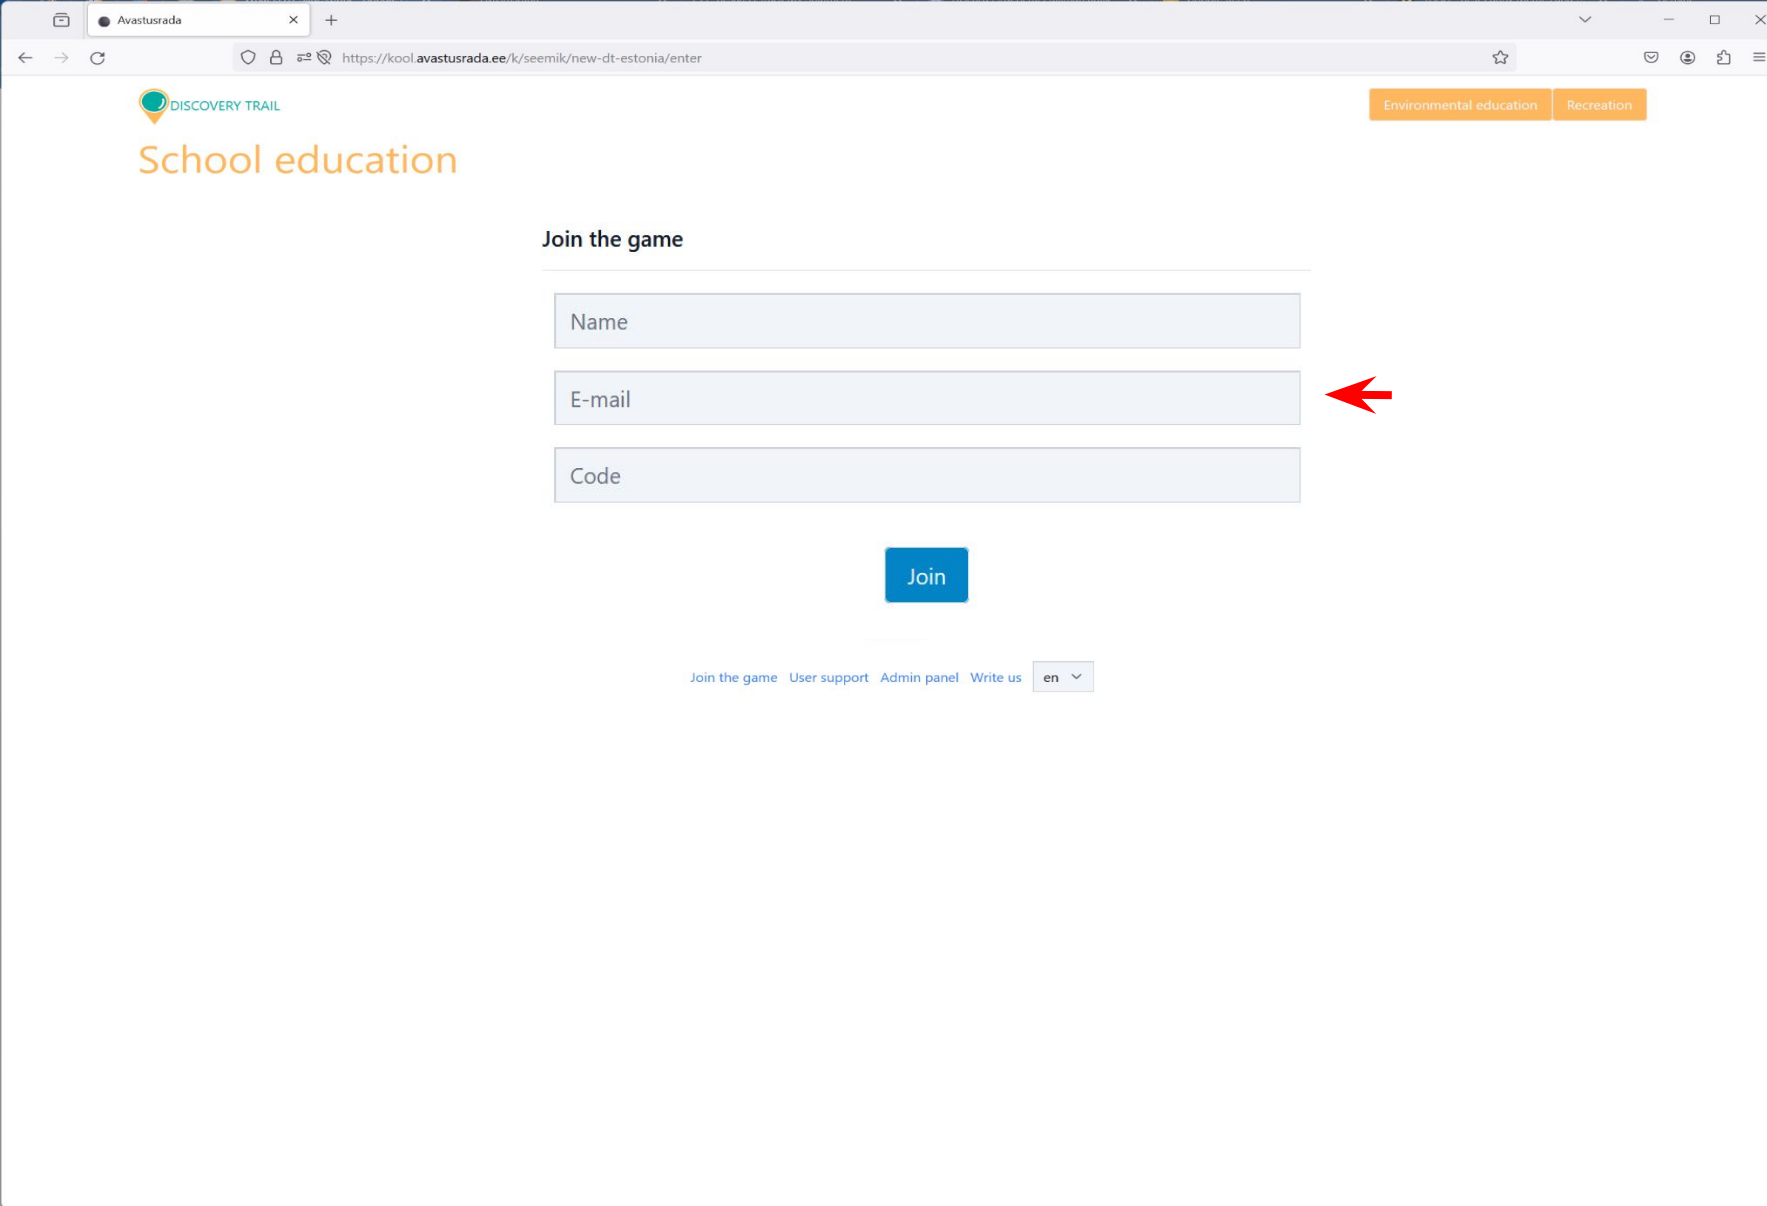 Avastusrada
https://kool.avastusrada.ee/k/seemik/new-dt-estonia/enter
DISCOVERY TRAIL
Environmental education Recreation
School education
Join the game
Name
E-mail
Code
Join
Join the game User support Admin panel Write us en